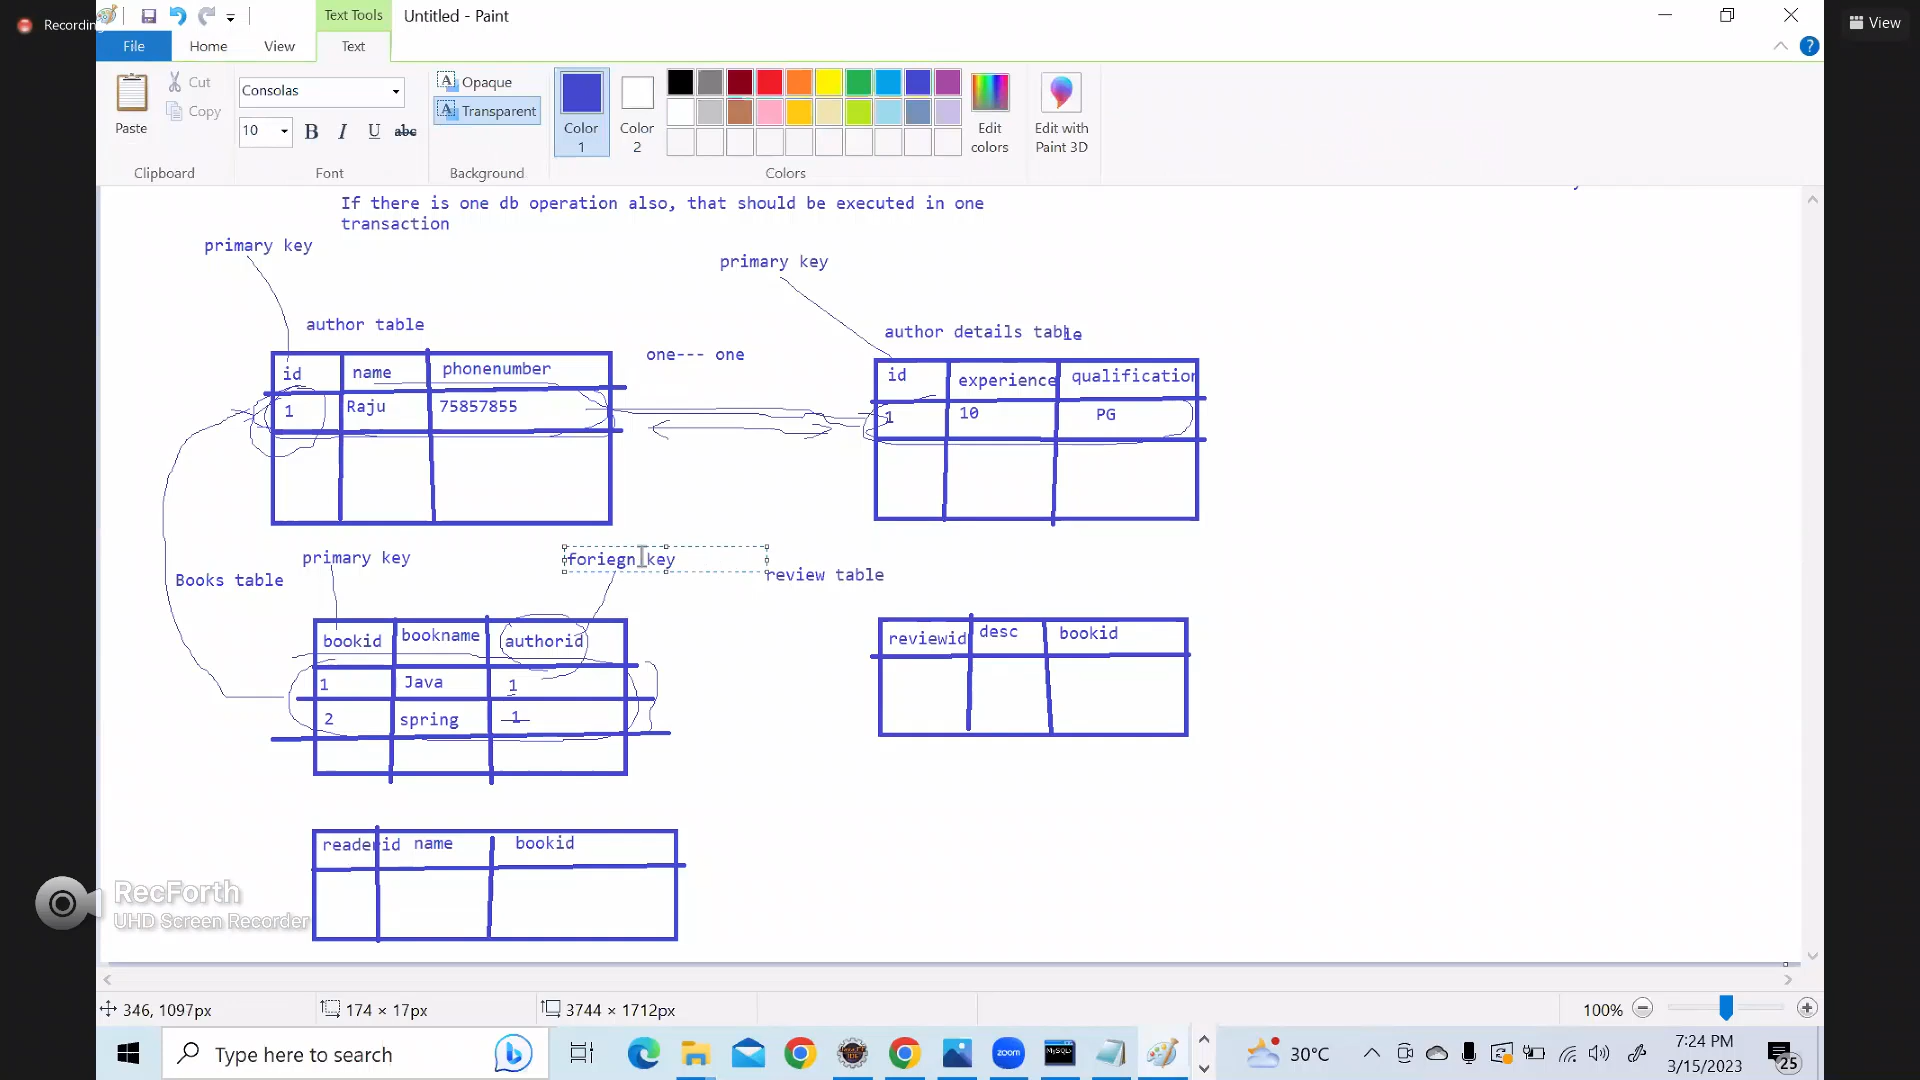 Recording
Untitled - Paint
View
Text Tools
File
Home
View
Text
Paste
Cut
Copy
Clipboard
Consolas
10
B I U abc
Font
Opaque
Transparent
Background
Color
1
Color
2
Edit
colors
Colors
Edit with
Paint 3D
If there is one db operation also, that should be executed in one
transaction
primary key
primary key
author table
author details table
one--- one
id name phonenumber
1 Raju 75857855
id experience qualification
1 10 PG
primary key
foriegn key
Books table
review table
bookid bookname authorid
1 Java 1
2 spring 1
reviewid desc bookid
readerid name bookid
RecForth
UHD Screen Recorder
346, 1097px
174 × 17px
3744 × 1712px
100%
Type here to search
zoom
MySQL
30°C
7:24 PM
3/15/2023
25